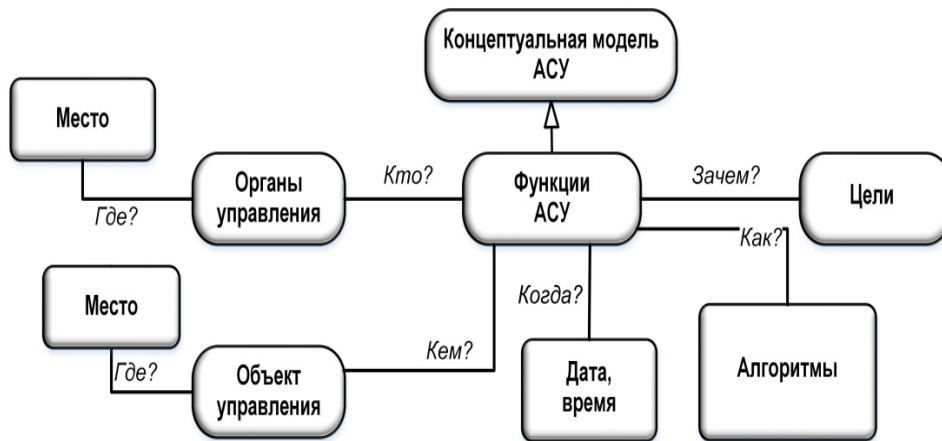 Концептуальная модель
АСУ
Место
Органы
управления
Кто?
Функции
АСУ
Зачем?
Цели
Где?
Как?
Место
Когда?
Где?
Кем?
Объект
управления
Дата,
время
Алгоритмы